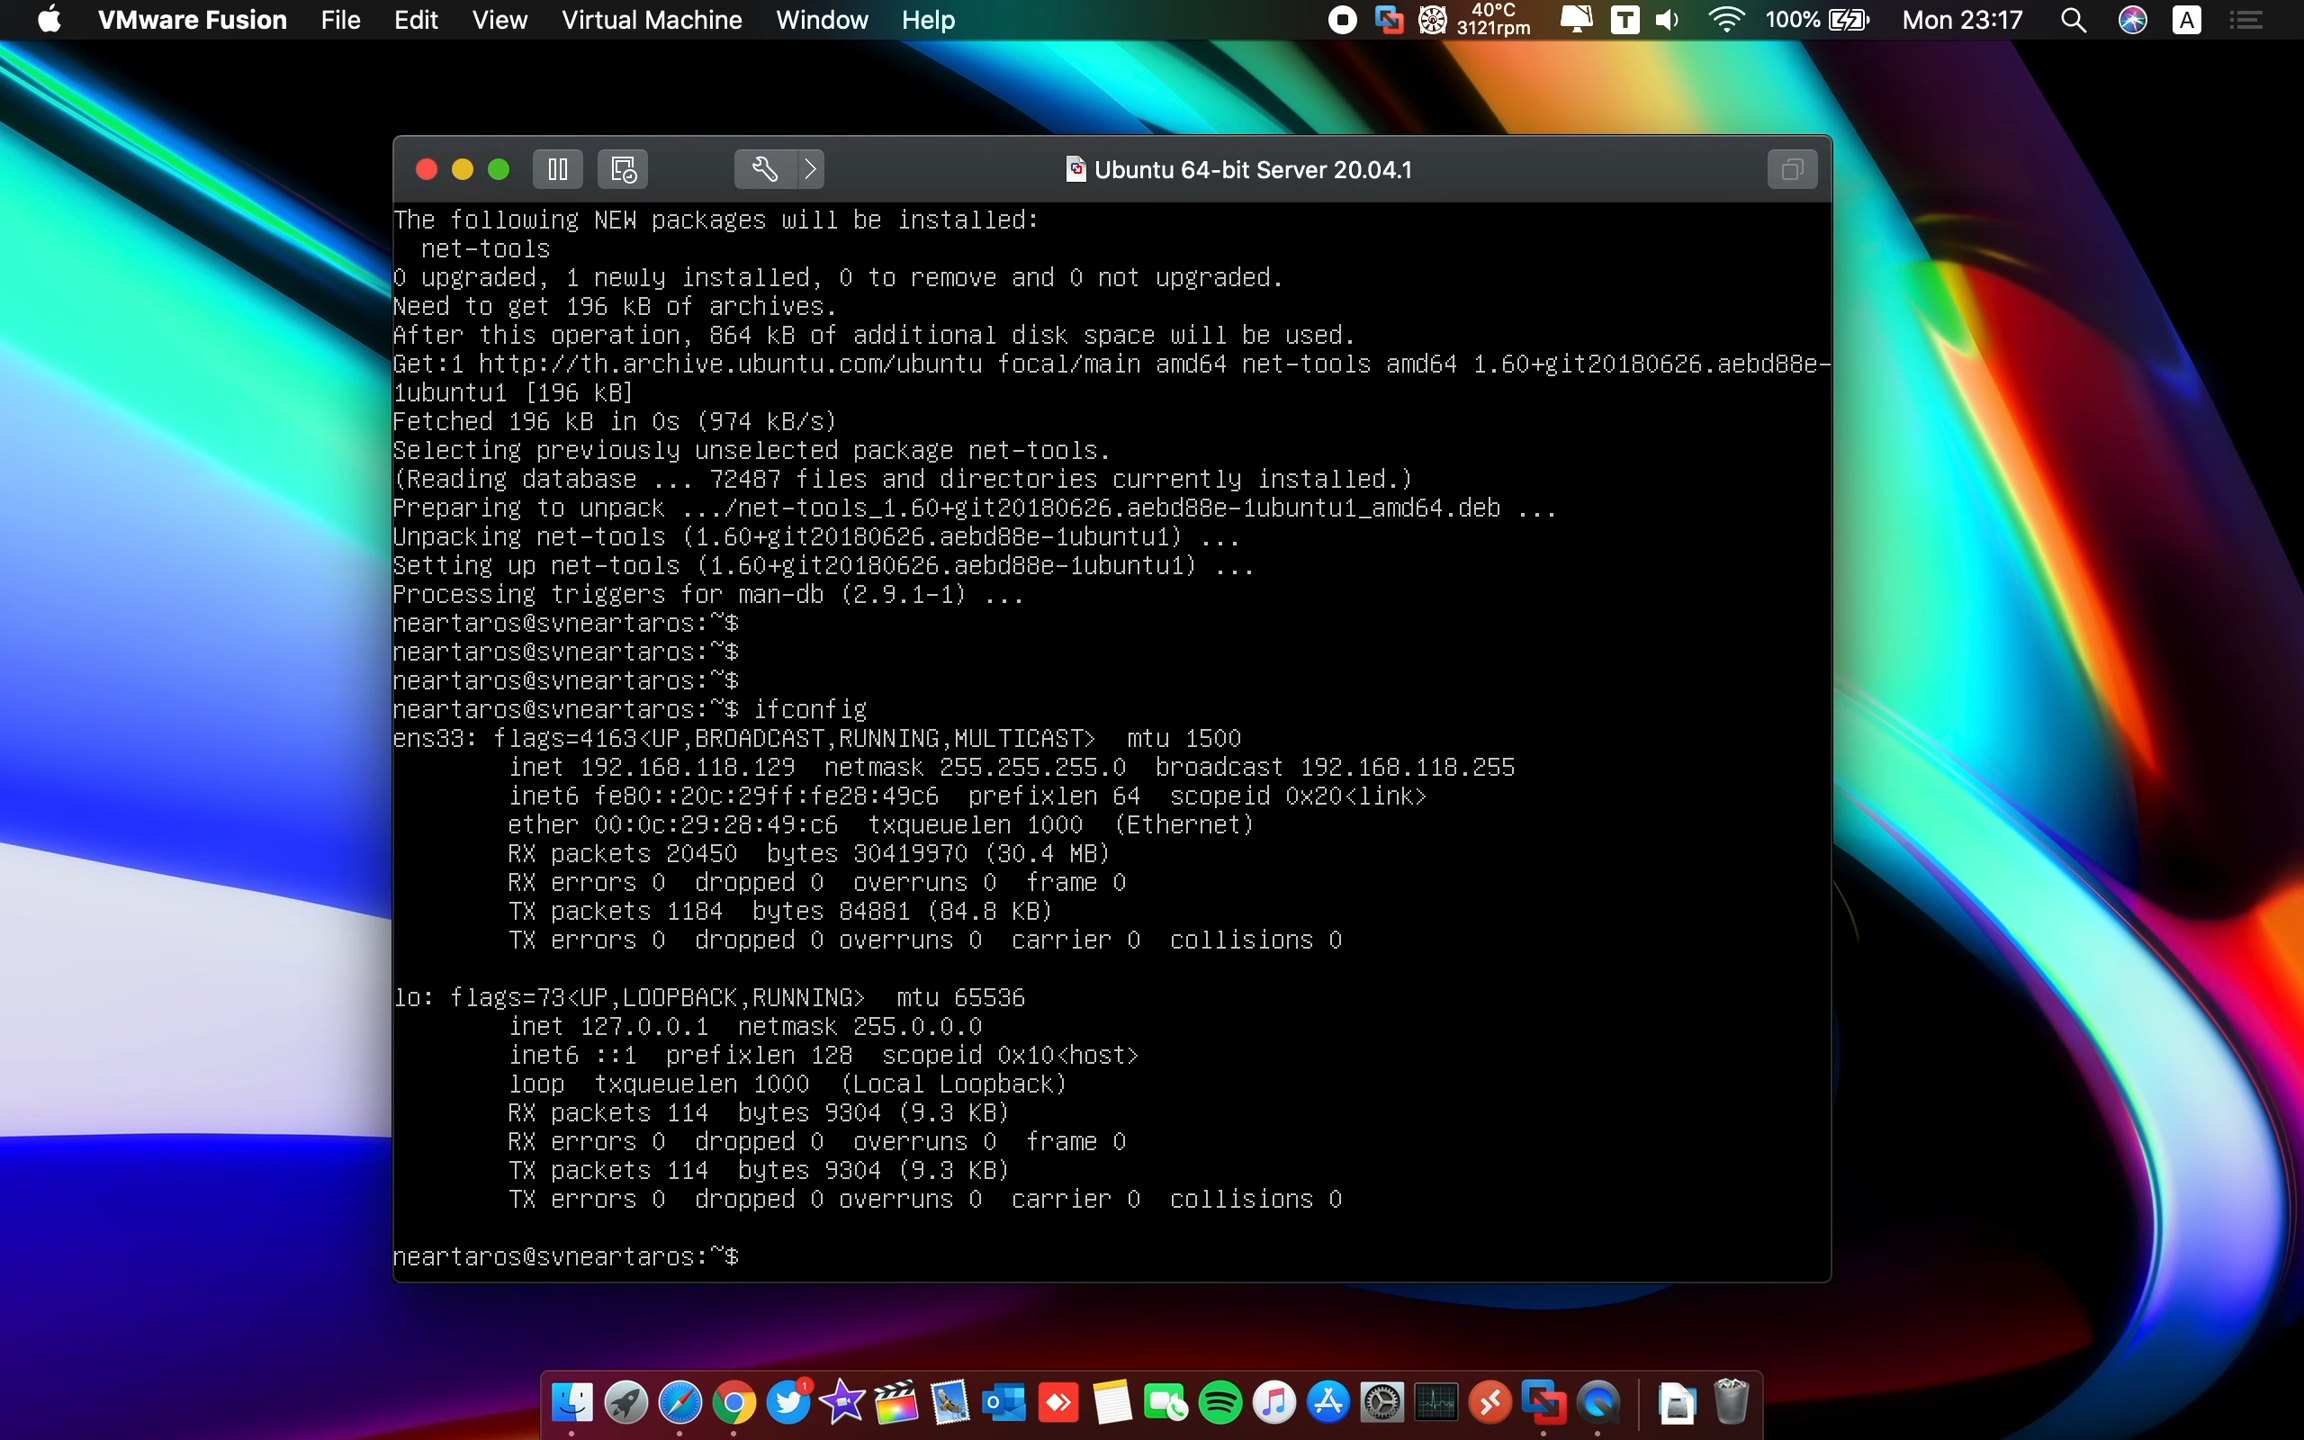 VMware Fusion File Edit View Virtual Machine Window Help 40°C 3121rpm T 100% Mon 23:17 A
Ubuntu 64-bit Server 20.04.1
The following NEW packages will be installed:
  net-tools
0 upgraded, 1 newly installed, 0 to remove and 0 not upgraded.
Need to get 196 kB of archives.
After this operation, 864 kB of additional disk space will be used.
Get:1 http://th.archive.ubuntu.com/ubuntu focal/main amd64 net-tools amd64 1.60+git20180626.aebd88e-
1ubuntu1 [196 kB]
Fetched 196 kB in 0s (974 kB/s)
Selecting previously unselected package net-tools.
(Reading database ... 72487 files and directories currently installed.)
Preparing to unpack .../net-tools_1.60+git20180626.aebd88e-1ubuntu1_amd64.deb ...
Unpacking net-tools (1.60+git20180626.aebd88e-1ubuntu1) ...
Setting up net-tools (1.60+git20180626.aebd88e-1ubuntu1) ...
Processing triggers for man-db (2.9.1-1) ...
neartaros@svneartaros:~$
neartaros@svneartaros:~$
neartaros@svneartaros:~$
neartaros@svneartaros:~$ ifconfig
ens33: flags=4163<UP,BROADCAST,RUNNING,MULTICAST>  mtu 1500
        inet 192.168.118.129  netmask 255.255.255.0  broadcast 192.168.118.255
        inet6 fe80::20c:29ff:fe28:49c6  prefixlen 64  scopeid 0x20<link>
        ether 00:0c:29:28:49:c6  txqueuelen 1000  (Ethernet)
        RX packets 20450  bytes 30419970 (30.4 MB)
        RX errors 0  dropped 0  overruns 0  frame 0
        TX packets 1184  bytes 84881 (84.8 KB)
        TX errors 0  dropped 0 overruns 0  carrier 0  collisions 0

lo: flags=73<UP,LOOPBACK,RUNNING>  mtu 65536
        inet 127.0.0.1  netmask 255.0.0.0
        inet6 ::1  prefixlen 128  scopeid 0x10<host>
        loop  txqueuelen 1000  (Local Loopback)
        RX packets 114  bytes 9304 (9.3 KB)
        RX errors 0  dropped 0  overruns 0  frame 0
        TX packets 114  bytes 9304 (9.3 KB)
        TX errors 0  dropped 0 overruns 0  carrier 0  collisions 0

neartaros@svneartaros:~$
1